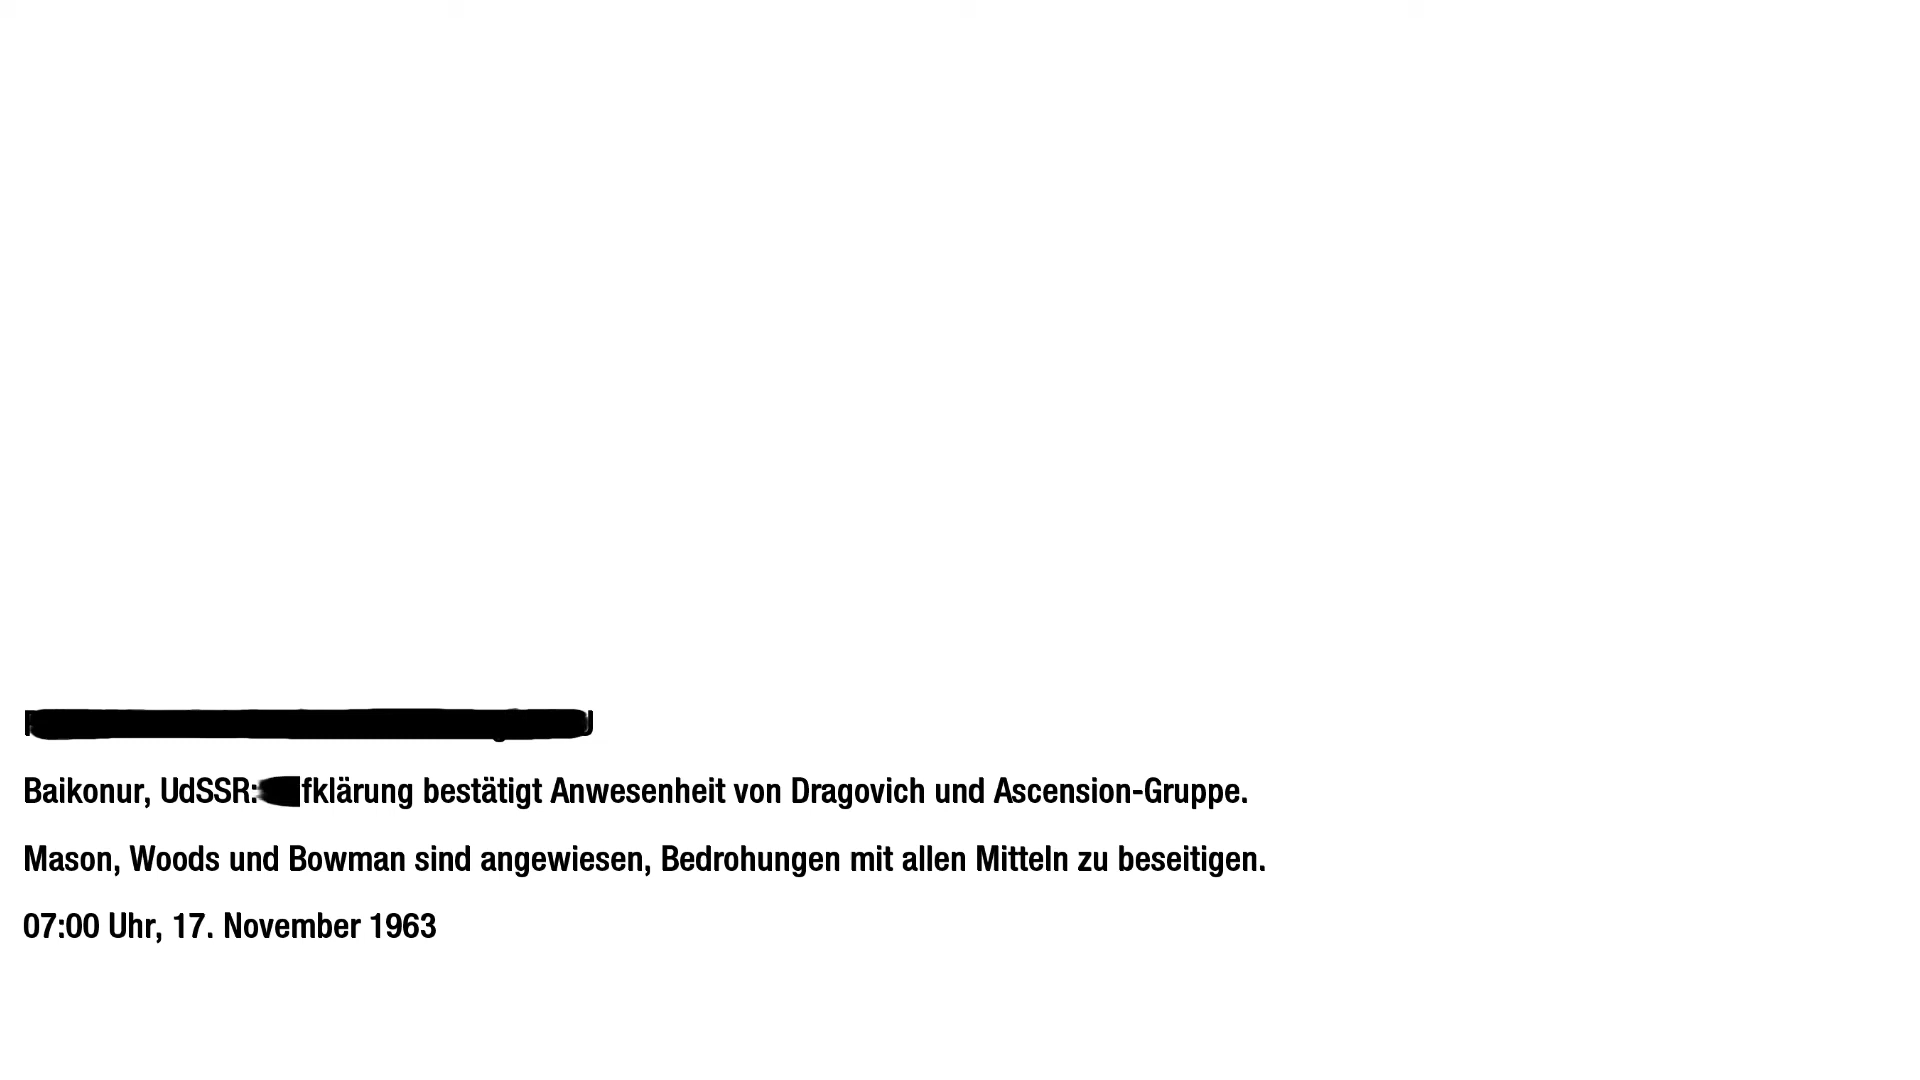 Baikonur, UdSSR: bestätigt Anwesenheit von Dragovich und Ascension-Gruppe.
Mason, Woods und Bowman sind angewiesen, Bedrohungen mit allen Mitteln zu beseitigen.
07:00 Uhr, 17. November 1963